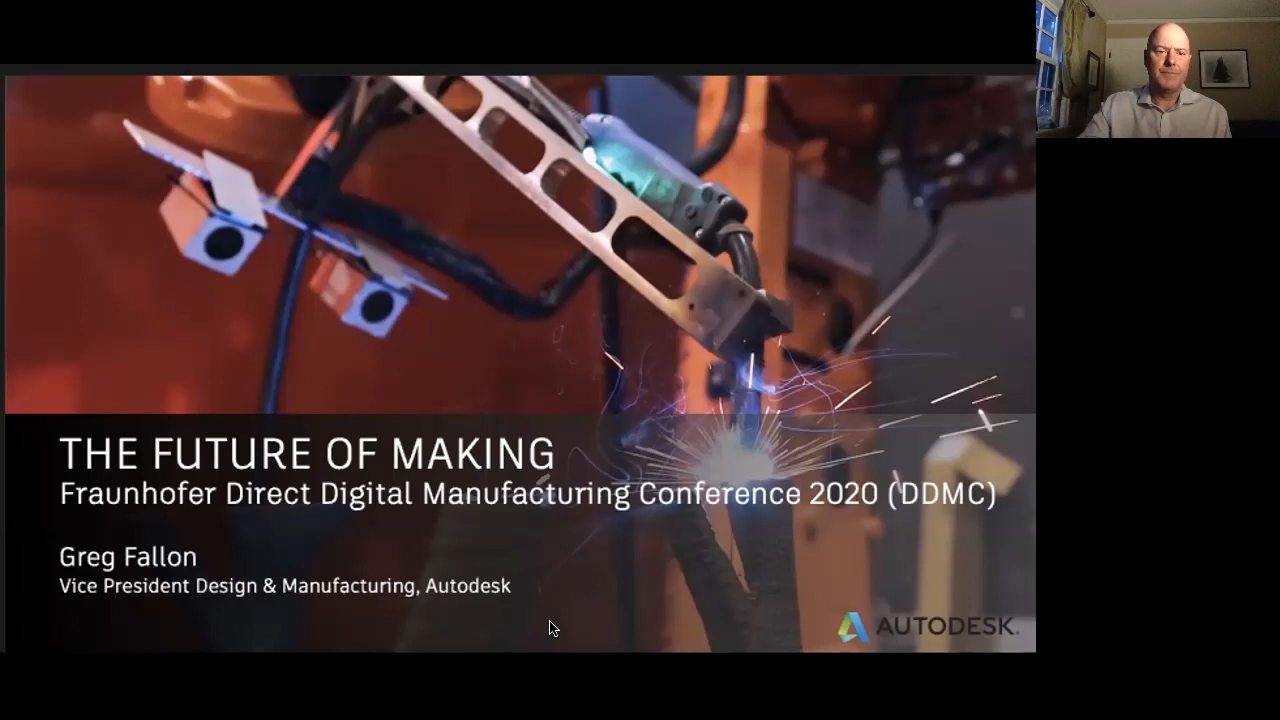 THE FUTURE OF MAKING
Fraunhofer Direct Digital Manufacturing Conference 2020 (DDMC)
Greg Fallon
Vice President Design & Manufacturing, Autodesk
AUTODESK.